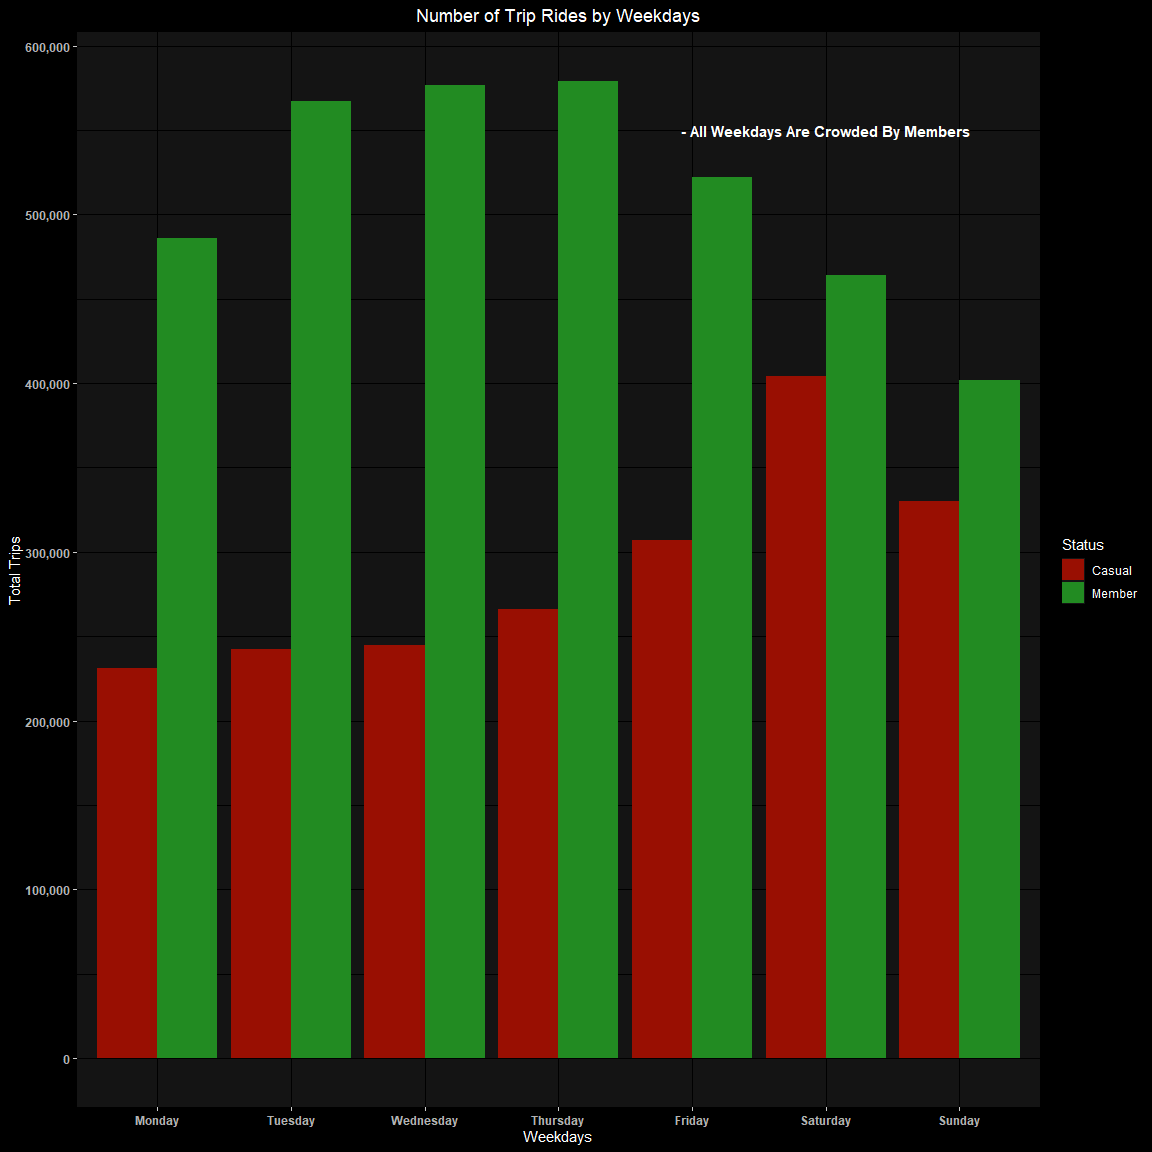 Number of Trip Rides by Weekdays
600,000
- All Weekdays Are Crowded By Members
500,000
400,000
300,000
200,000
100,000
0
Total Trips
Monday Tuesday Wednesday Thursday Friday Saturday Sunday
Weekdays
Status
Casual
Member